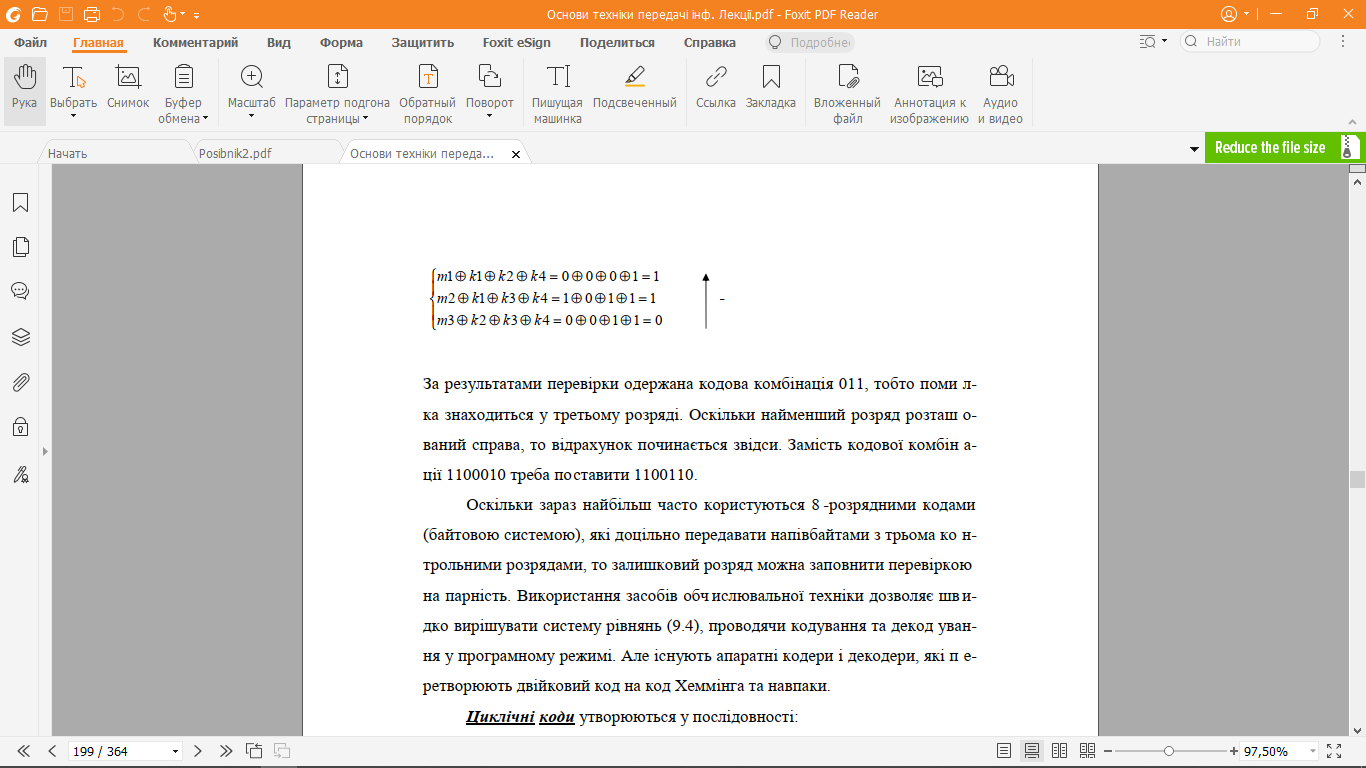 Основи техніки передачі інф. Лекції.pdf - Foxit PDF Reader
Файл Главная Комментарий Вид Форма Защитить Foxit eSign Поделиться Справка Подробнее Найти
Рука Выбрать Снимок Буфер обмена Масштаб Параметр подгона страницы Обратный порядок Поворот Пишущая машинка Подсвеченный Ссылка Закладка Вложенный файл Аннотация к изображению Аудио и видео
Начать Posibnik2.pdf Основи техніки переда... Reduce the file size
m1⊕k1⊕k2⊕k4=0⊕0⊕0⊕1=1
m2⊕k1⊕k3⊕k4=1⊕0⊕1⊕1=1 -
m3⊕k2⊕k3⊕k4=0⊕0⊕1⊕1=0
За результатами перевірки одержана кодова комбінація 011, тобто поми л-
ка знаходиться у третьому розряді. Оскільки найменший розряд розташ о-
ваний справа, то відрахунок починається звідси. Замість кодової комбін а-
ції 1100010 треба поставити 1100110.
Оскільки зараз найбільш часто користуються 8 -розрядними кодами
(байтовою системою), які доцільно передавати напівбайтами з трьома ко н-
трольними розрядами, то залишковий розряд можна заповнити перевіркою
на парність. Використання засобів обчислювальної техніки дозволяє шв и-
дко вирішувати систему рівнянь (9.4), проводячи кодування та декод уван-
ня у програмному режимі. Але існують апаратні кодери і декодери, які п е-
ретворюють двійковий код на код Хеммінга та навпаки.
Циклічні коди утворюються у послідовності:
199 / 364 97,50%